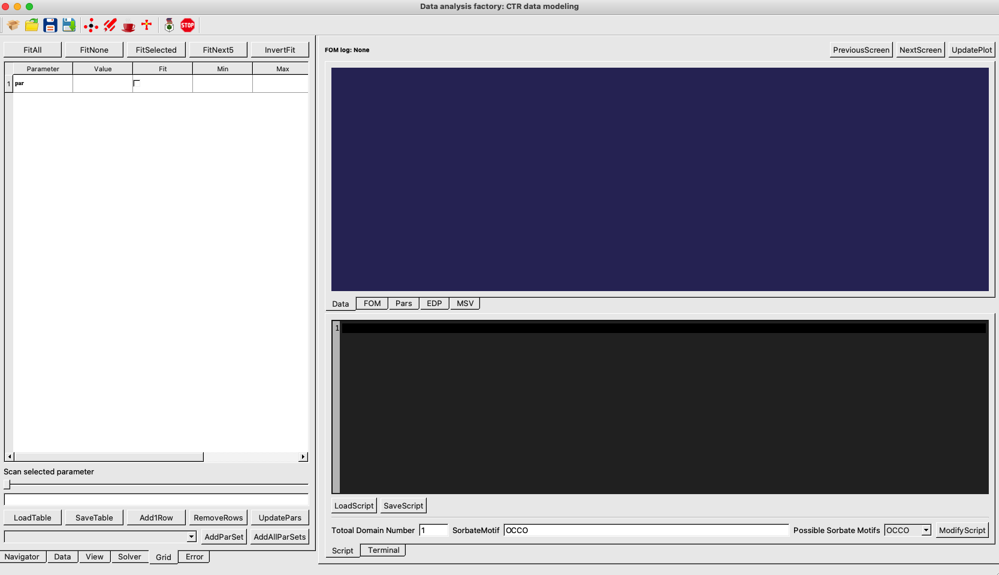 Data analysis factory: CTR data modeling
STOP
FitAll FitNone FitSelected FitNext5 InvertFit
Parameter Value Fit Min Max
1 par
Scan selected parameter
LoadTable SaveTable Add1Row RemoveRows UpdatePars
AddParSet AddAllParSets
Navigator Data View Solver Grid Error
FOM log: None
PreviousScreen NextScreen UpdatePlot
Data FOM Pars EDP MSV
1
LoadScript SaveScript
Totoal Domain Number 1 SorbateMotif OCCO Possible Sorbate Motifs OCCO ModifyScript
Script Terminal